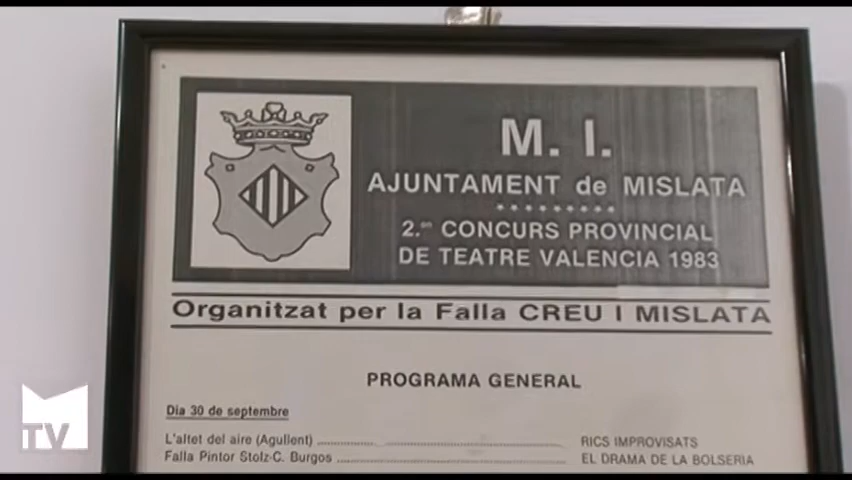 M. I.
AJUNTAMENT de MISLATA
**********
2.on CONCURS PROVINCIAL
DE TEATRE VALENCIA 1983
Organitzat per la Falla CREU I MISLATA
PROGRAMA GENERAL
Dia 30 de septembre
L'altet del aire (Agullent) ........................ RICS IMPROVISATS
Falla Pintor Stolz-C. Burgos ........................ EL DRAMA DE LA BOLSERIA
TV